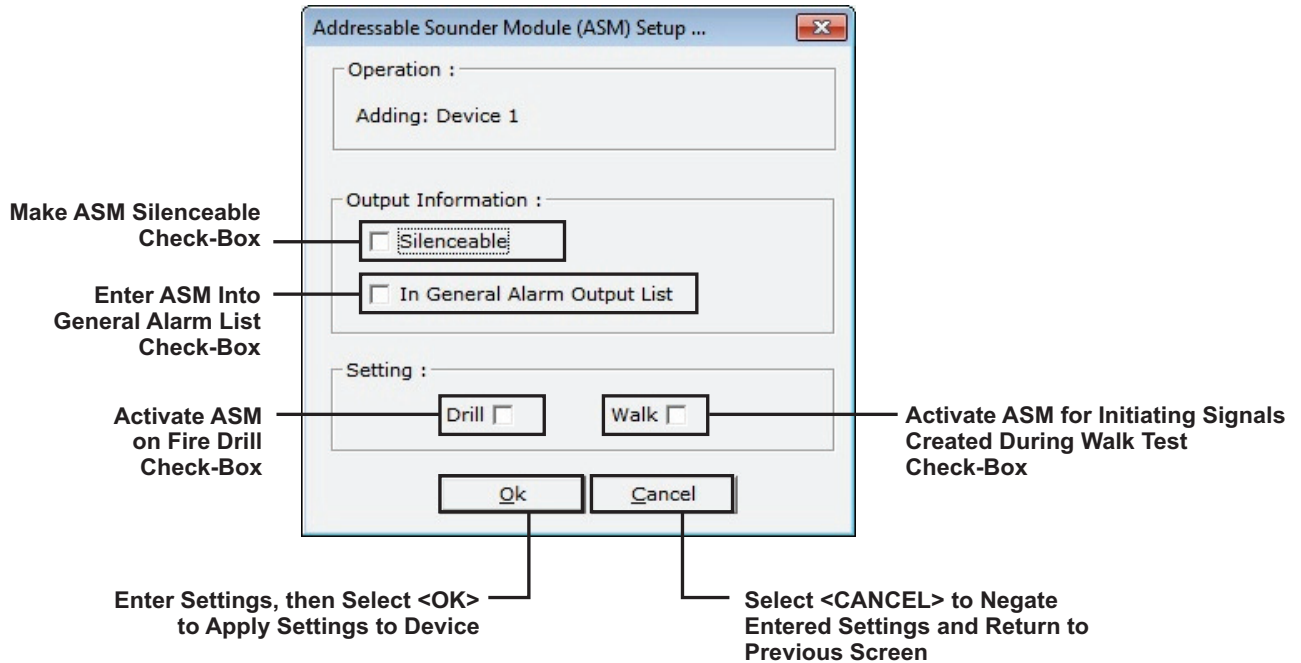 Addressable Sounder Module (ASM) Setup ...
Operation :
Adding: Device 1
Output Information :
Make ASM Silenceable
Check-Box
Silenceable
Enter ASM Into
General Alarm List
Check-Box
In General Alarm Output List
Setting :
Activate ASM
on Fire Drill
Check-Box
Drill
Walk
Activate ASM for Initiating Signals
Created During Walk Test
Check-Box
Ok
Cancel
Enter Settings, then Select <OK>
to Apply Settings to Device
Select <CANCEL> to Negate
Entered Settings and Return to
Previous Screen